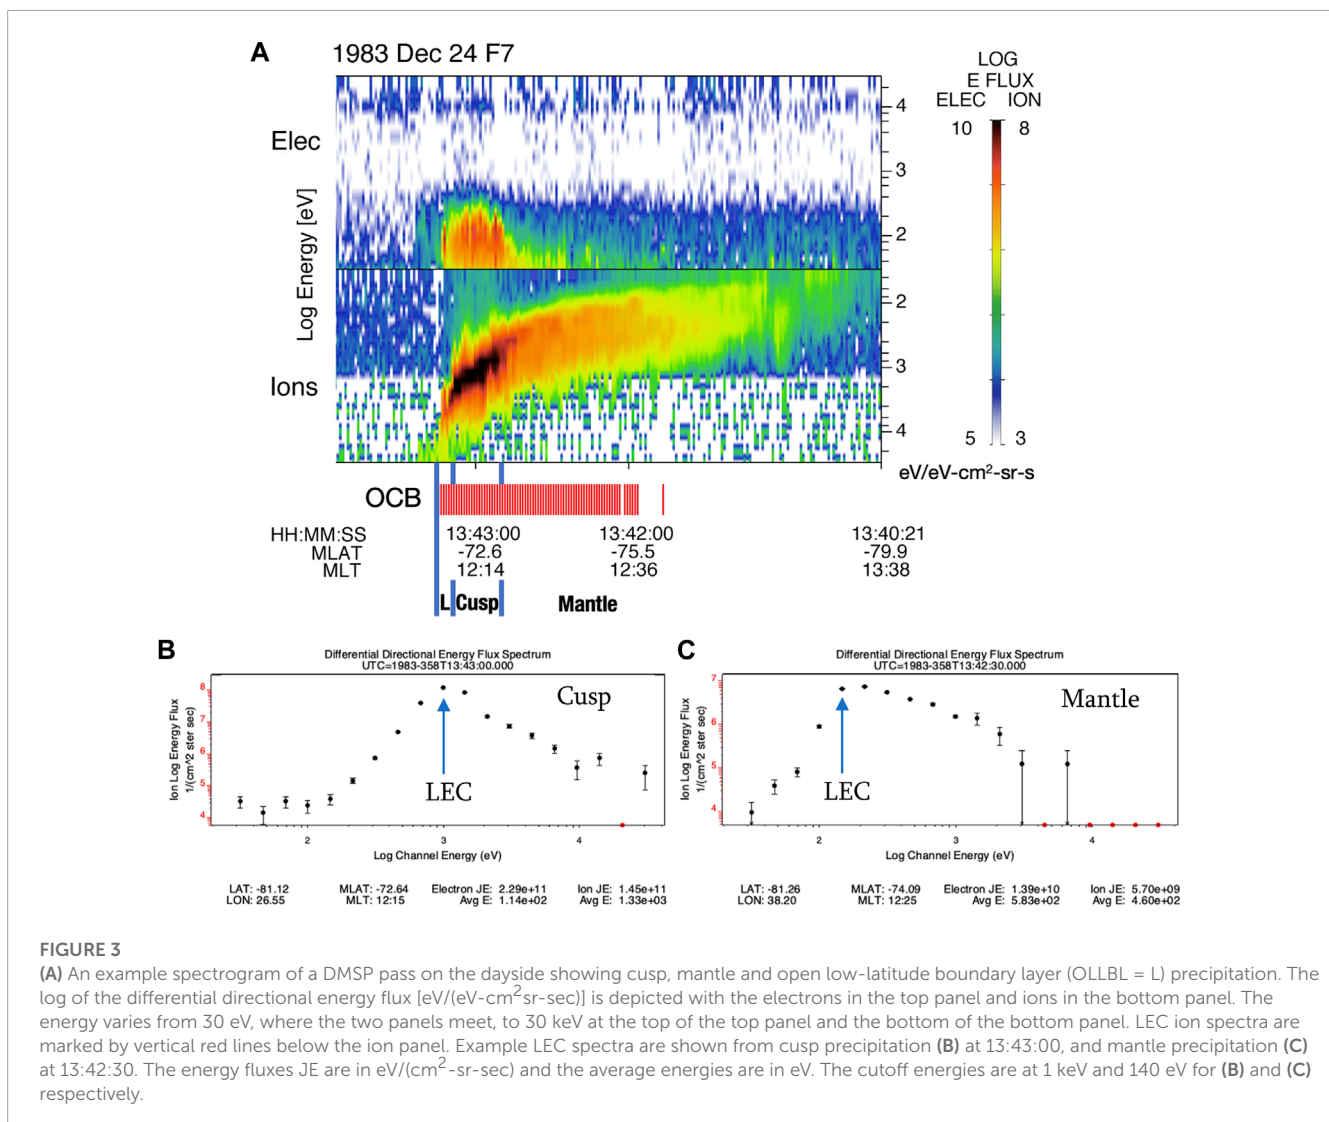 A
1983 Dec 24 F7
LOG
E FLUX
ELEC ION
10 8
5 3
eV/eV-cm²-sr-s
Elec
Log Energy [eV]
Ions
4
3
2
2
3
4
OCB
HH:MM:SS 13:43:00 13:42:00 13:40:21
MLAT -72.6 -75.5 -79.9
MLT 12:14 12:36 13:38
L Cusp Mantle
B
Differential Directional Energy Flux Spectrum
UTC=1983-358T13:43:00.000
Ion Log Energy Flux
1/(cm^2 ster sec)
8
7
6
5
4
Cusp
LEC
2 3 4
Log Channel Energy (eV)
LAT: -81.12 MLAT: -72.64 Electron JE: 2.29e+11 Ion JE: 1.45e+11
LON: 26.55 MLT: 12:15 Avg E: 1.14e+02 Avg E: 1.33e+03
C
Differential Directional Energy Flux Spectrum
UTC=1983-358T13:42:30.000
Ion Log Energy Flux
1/(cm^2 ster sec)
7
6
5
4
Mantle
LEC
2 3 4
Log Channel Energy (eV)
LAT: -81.26 MLAT: -74.09 Electron JE: 1.39e+10 Ion JE: 5.70e+09
LON: 38.20 MLT: 12:25 Avg E: 5.83e+02 Avg E: 4.60e+02
FIGURE 3
(A) An example spectrogram of a DMSP pass on the dayside showing cusp, mantle and open low-latitude boundary layer (OLLBL = L) precipitation. The
log of the differential directional energy flux [eV/(eV-cm²sr-sec)] is depicted with the electrons in the top panel and ions in the bottom panel. The
energy varies from 30 eV, where the two panels meet, to 30 keV at the top of the top panel and the bottom of the bottom panel. LEC ion spectra are
marked by vertical red lines below the ion panel. Example LEC spectra are shown from cusp precipitation (B) at 13:43:00, and mantle precipitation (C)
at 13:42:30. The energy fluxes JE are in eV/(cm²-sr-sec) and the average energies are in eV. The cutoff energies are at 1 keV and 140 eV for (B) and (C)
respectively.